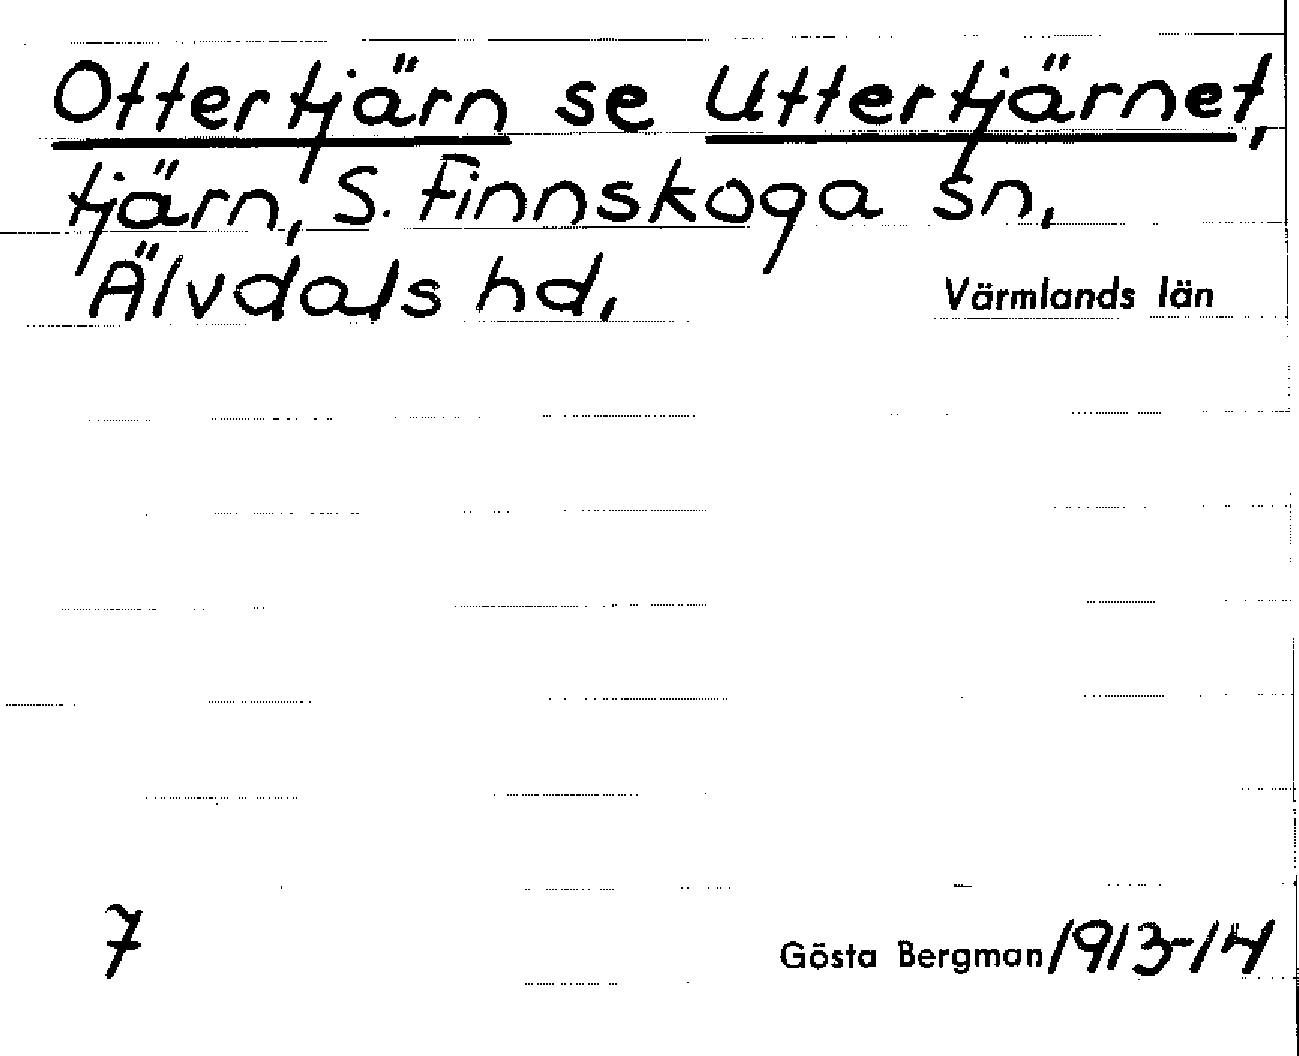 Ottertjärn se Uttertjärnet,
tjärn, S. Finnskoga sn,
Älvdals hd, Värmlands län
7
Gösta Bergman 1913-14